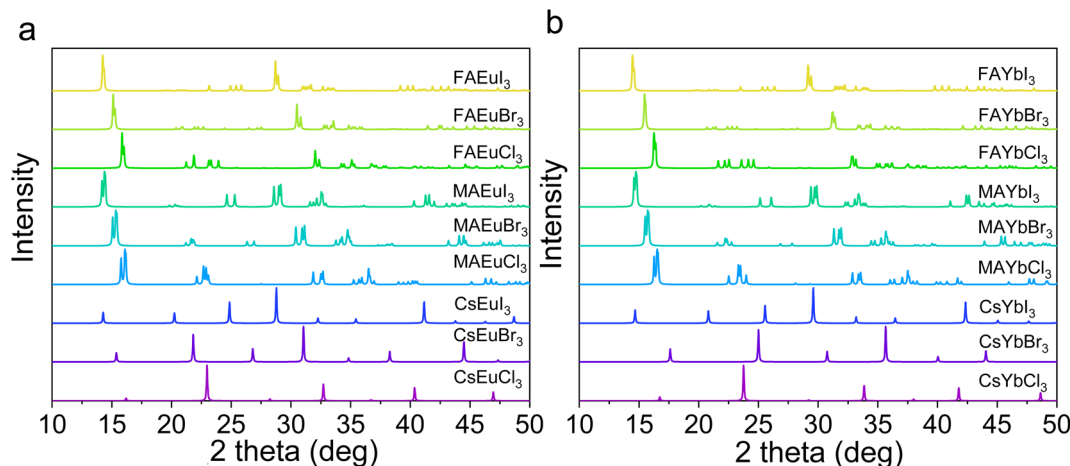 a
Intensity
FAEuI3
FAEuBr3
FAEuCl3
MAEuI3
MAEuBr3
MAEuCl3
CsEuI3
CsEuBr3
CsEuCl3
10 15 20 25 30 35 40 45 50
2 theta (deg)
b
Intensity
FAYbI3
FAYbBr3
FAYbCl3
MAYbI3
MAYbBr3
MAYbCl3
CsYbI3
CsYbBr3
CsYbCl3
10 15 20 25 30 35 40 45 50
2 theta (deg)